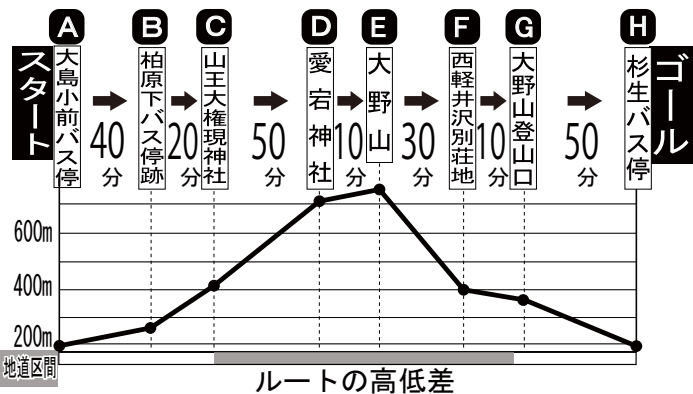 A B C D E F G H
スタート
大島小前バス停
40分
柏原下バス停跡
20分
山王大権現神社
50分
愛宕神社
10分
大野山
30分
西軽井沢別荘地
10分
大野山登山口
50分
杉生バス停
ゴール
600m
400m
200m
地道区間
ルートの高低差